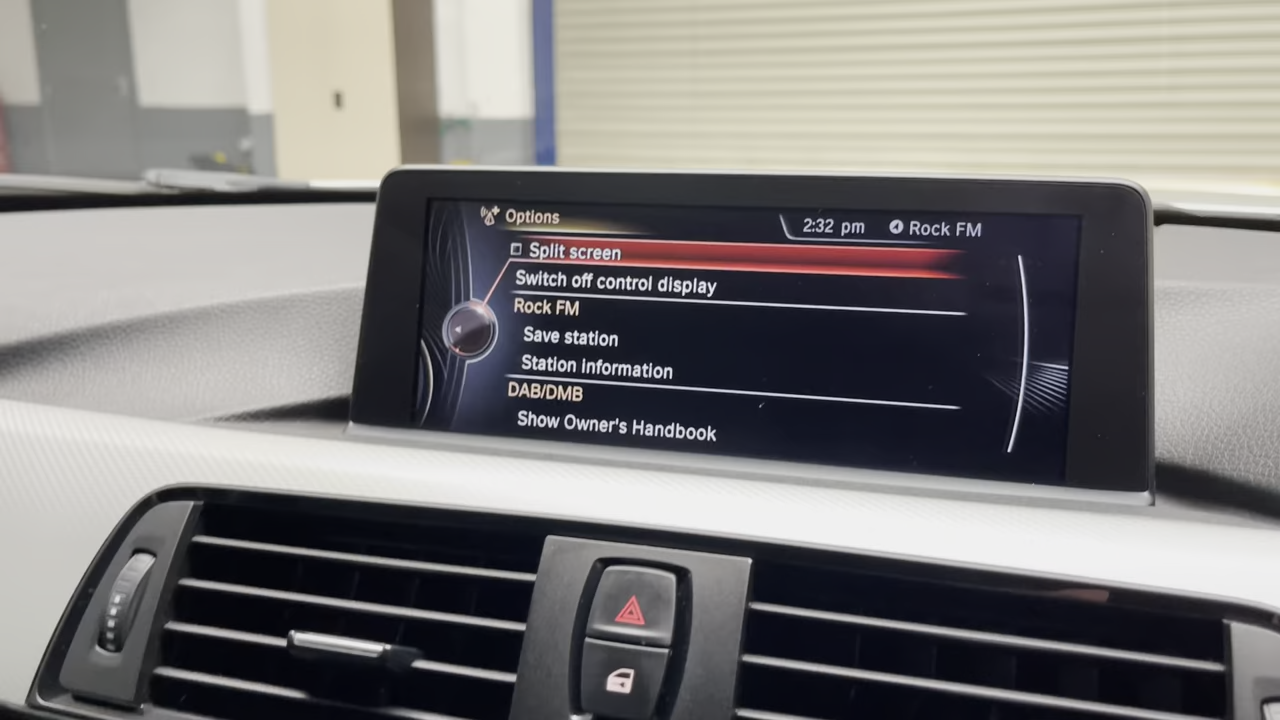 Options
2:32 pm
Rock FM
Split screen
Switch off control display
Rock FM
Save station
Station information
DAB/DMB
Show Owner's Handbook